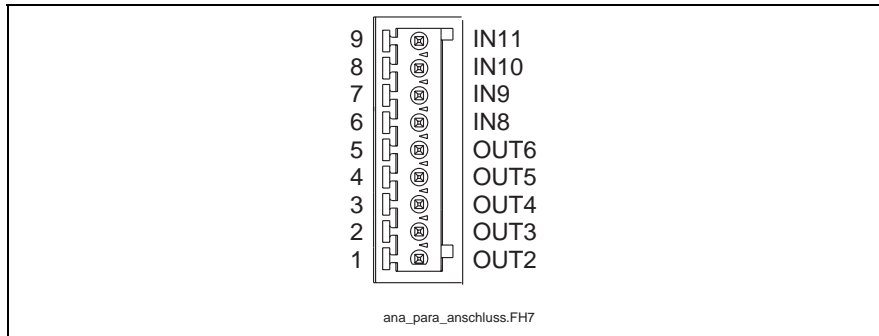 9 IN11
8 IN10
7 IN9
6 IN8
5 OUT6
4 OUT5
3 OUT4
2 OUT3
1 OUT2
ana_para_anschluss.FH7